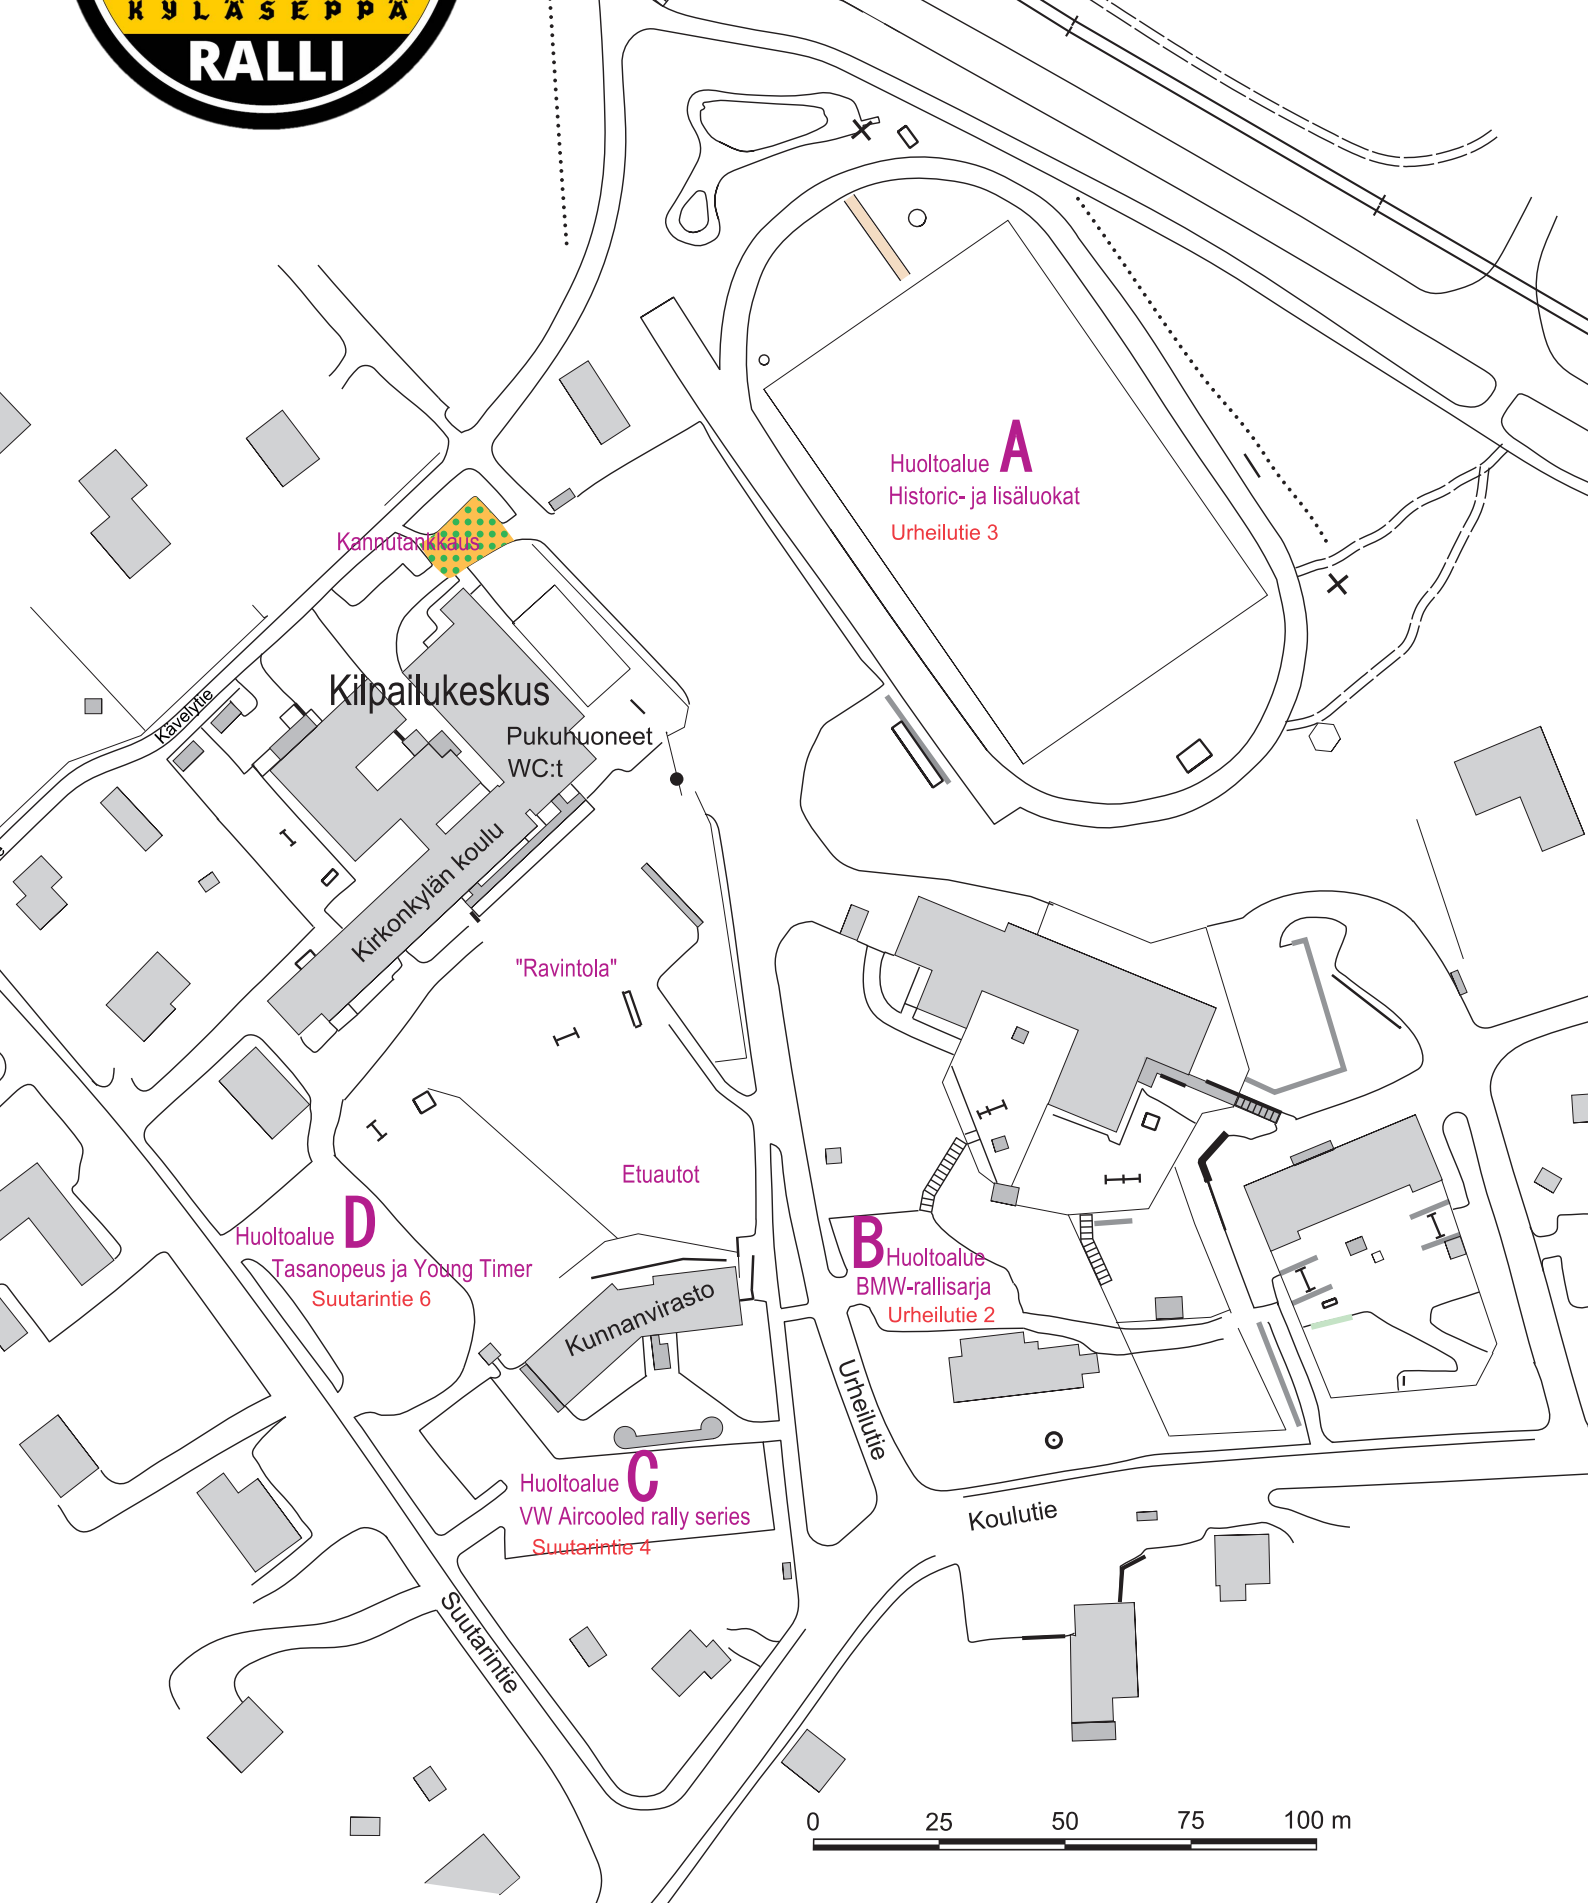 KYLÄSEPPÄ
RALLI
Huoltoalue A
Historic- ja lisäluokat
Urheilutie 3
Kannutankkaus
Kilpailukeskus
Kävelytie
Pukuhuoneet
WC:t
Kirkonkylän koulu
"Ravintola"
Etuautot
Huoltoalue D
Tasanopeus ja Young Timer
Suutarintie 6
B Huoltoalue
BMW-rallisarja
Urheilutie 2
Kunnanvirasto
Urheilutie
Huoltoalue C
VW Aircooled rally series
Suutarintie 4
Koulutie
Suutarintie
0 25 50 75 100 m